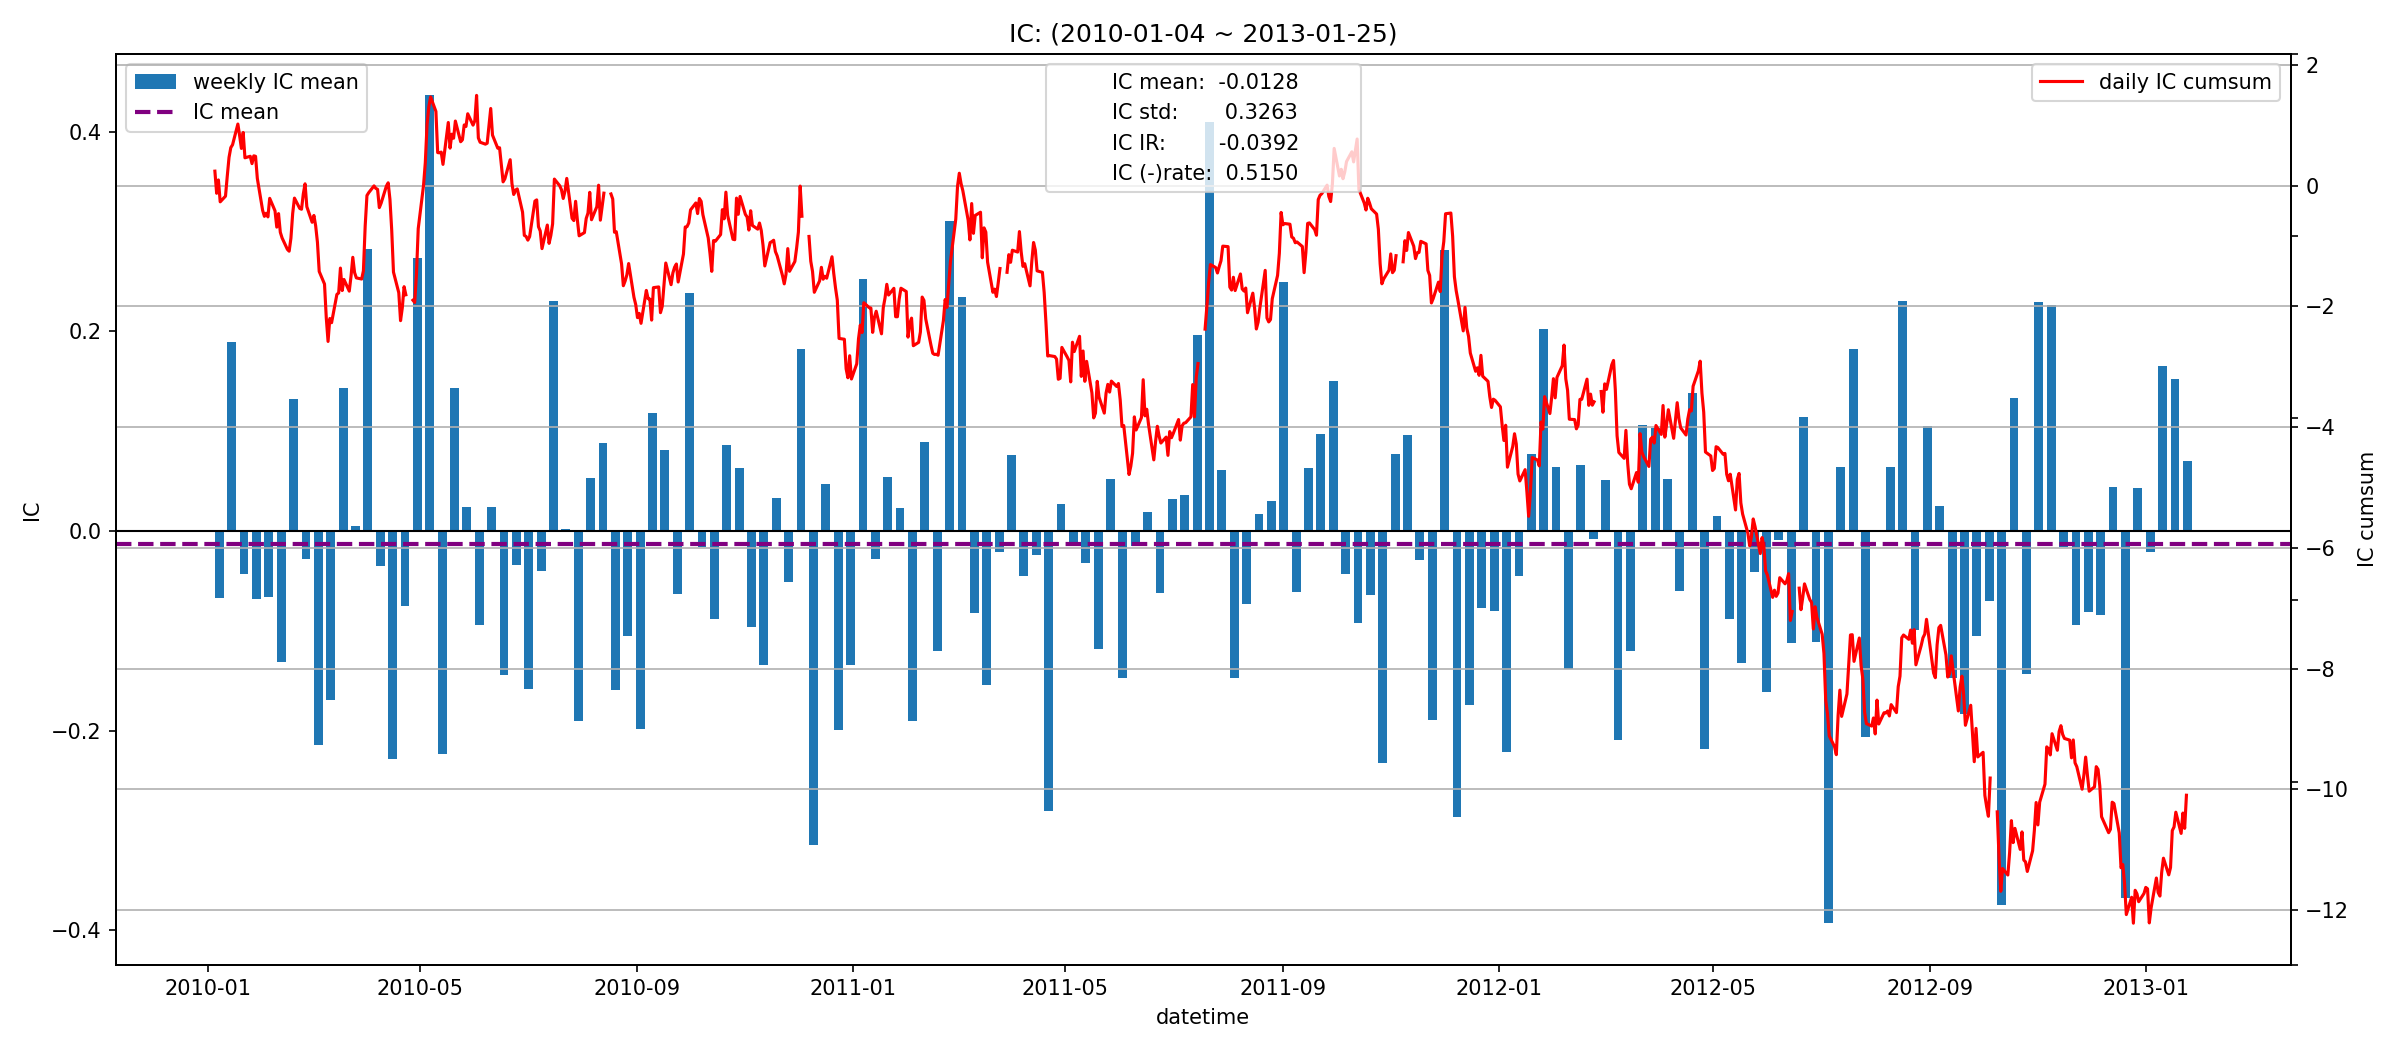 IC: (2010-01-04 ~ 2013-01-25)
weekly IC mean
IC mean
IC mean: -0.0128
IC std: 0.3263
IC IR: -0.0392
IC (-)rate: 0.5150
daily IC cumsum
0.4
0.2
0.0
−0.2
−0.4
IC
2
0
−2
−4
−6
−8
−10
−12
IC cumsum
2010-01 2010-05 2010-09 2011-01 2011-05 2011-09 2012-01 2012-05 2012-09 2013-01
datetime